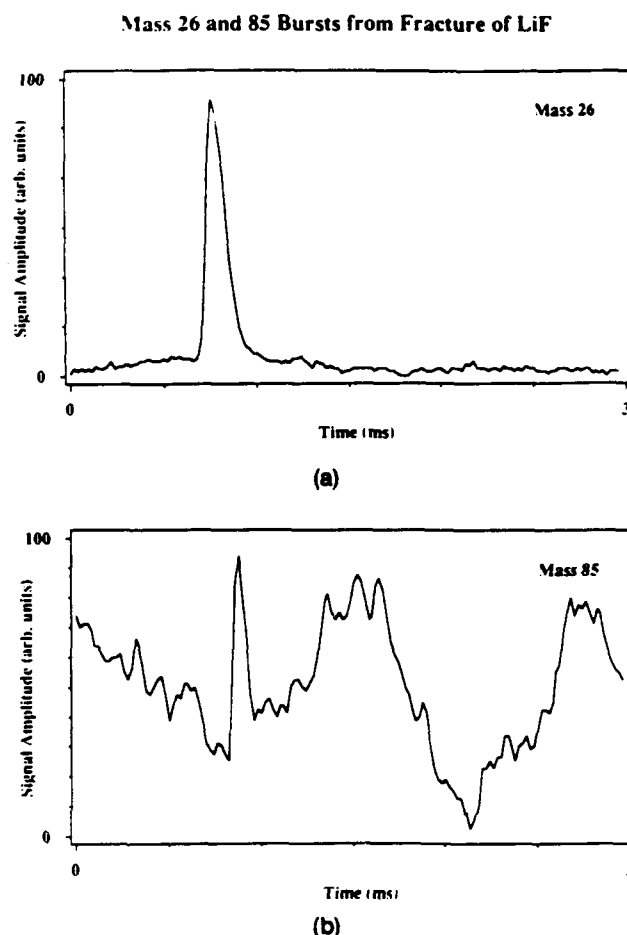 Mass 26 and 85 Bursts from Fracture of LiF
100
Mass 26
Signal Amplitude (arb. units)
0
0
3
Time (ms)
(a)
100
Mass 85
Signal Amplitude (arb. units)
0
0
Time (ms)
(b)